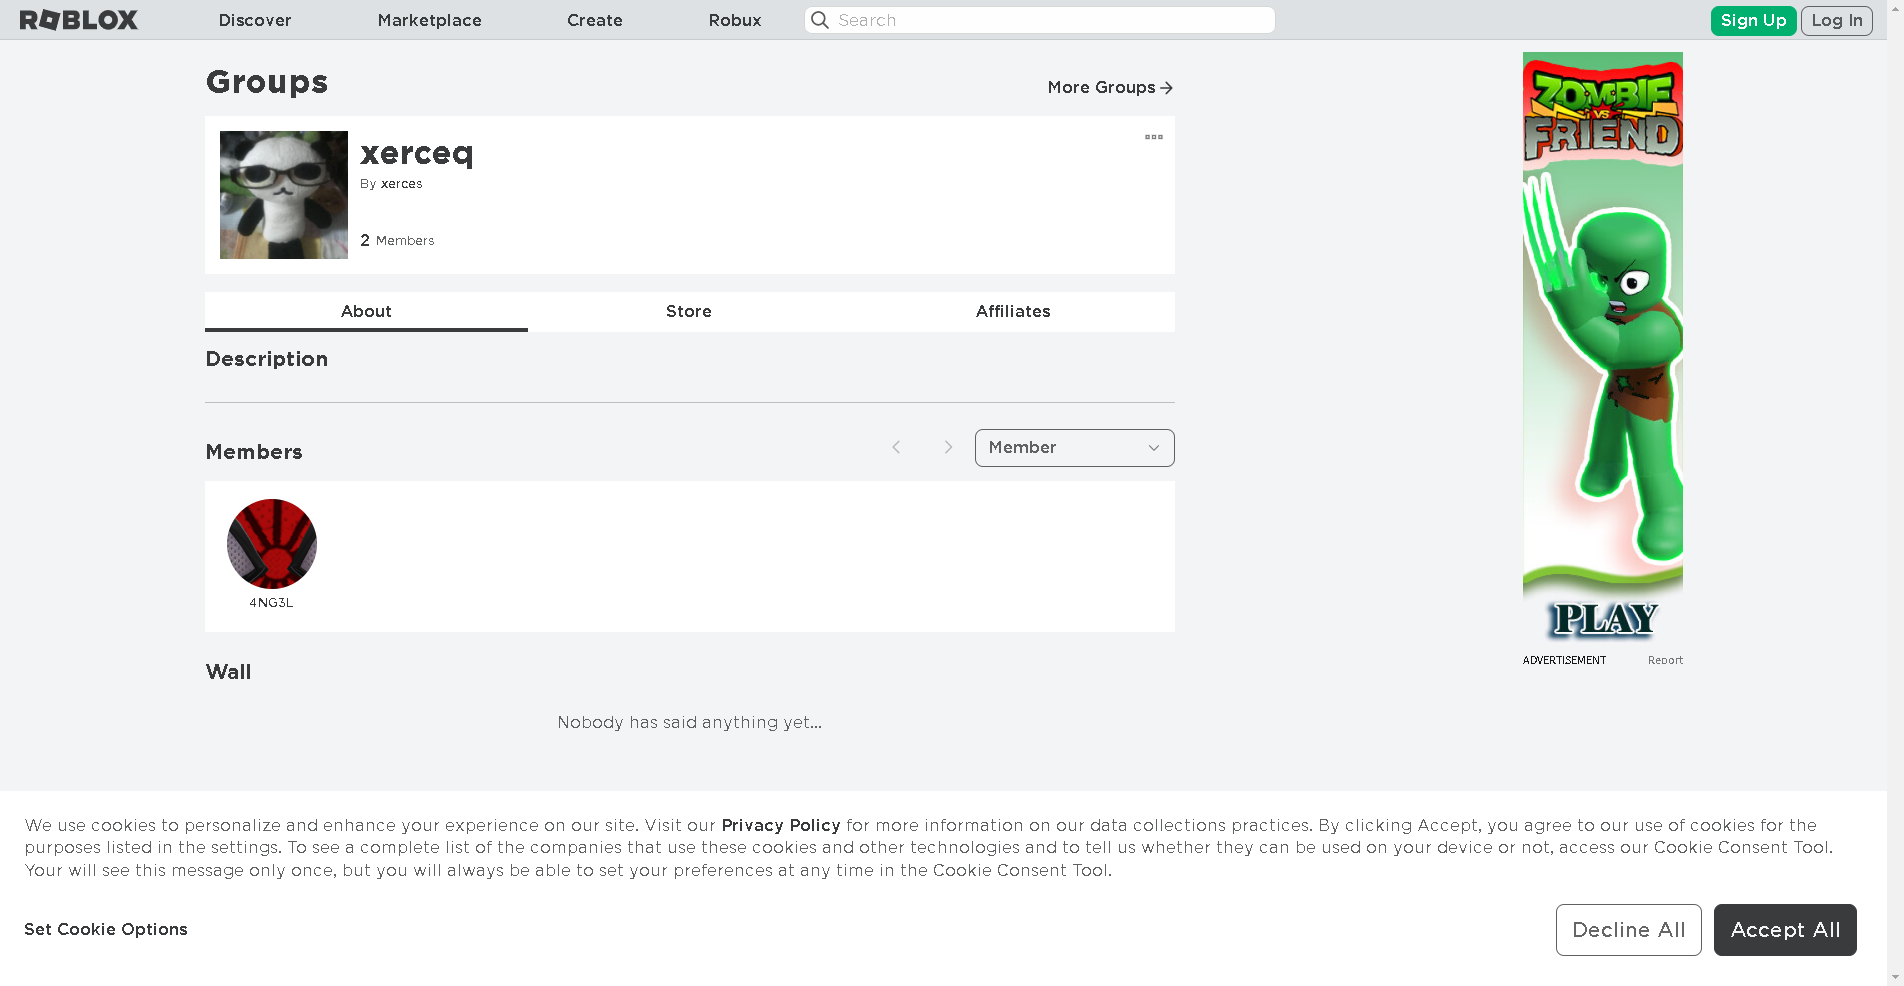 ROBLOX
Discover
Marketplace
Create
Robux
Search
Sign Up
Log In
Groups
More Groups
xerceq
By xerces
2 Members
About
Store
Affiliates
Description
Members
Member
4NG3L
Wall
Nobody has said anything yet...
ZOMBIE
VS
FRIEND
PLAY
ADVERTISEMENT
Report
We use cookies to personalize and enhance your experience on our site. Visit our Privacy Policy for more information on our data collections practices. By clicking Accept, you agree to our use of cookies for the
purposes listed in the settings. To see a complete list of the companies that use these cookies and other technologies and to tell us whether they can be used on your device or not, access our Cookie Consent Tool.
Your will see this message only once, but you will always be able to set your preferences at any time in the Cookie Consent Tool.
Set Cookie Options
Decline All
Accept All